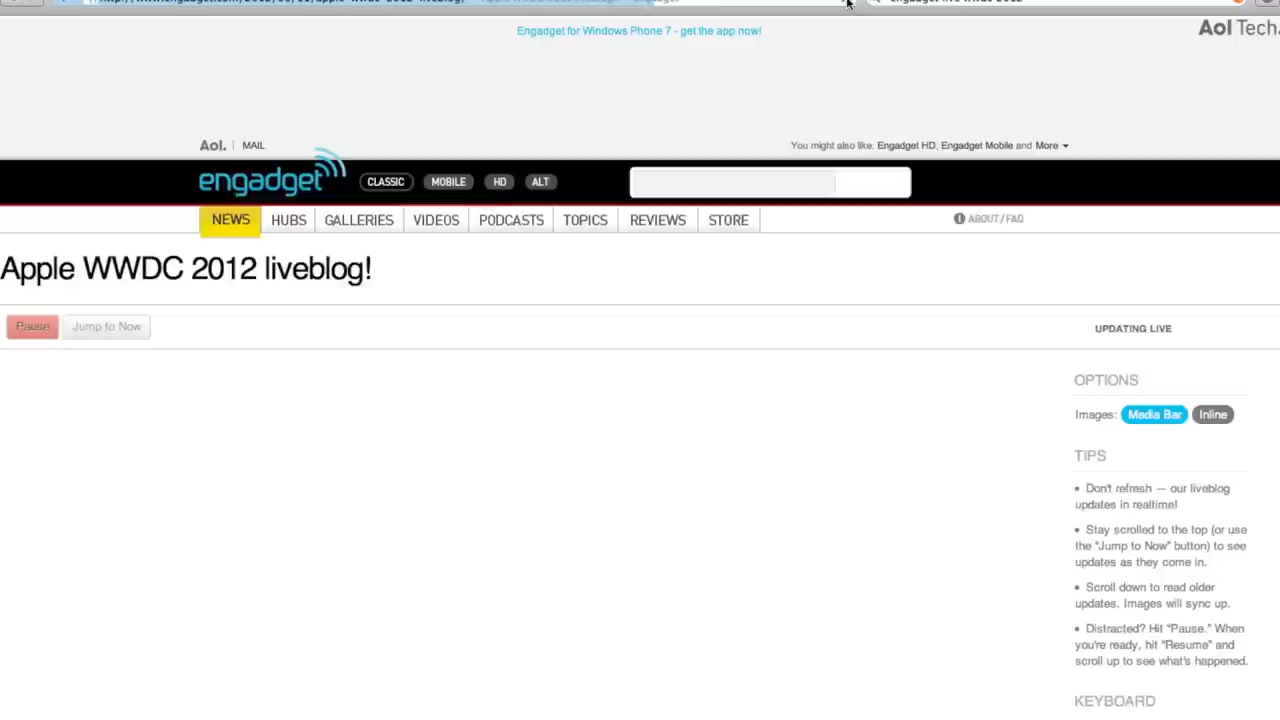 Engadget for Windows Phone 7 - get the app now!
Aol Tech.
Aol. MAIL
You might also like: Engadget HD, Engadget Mobile and More
engadget CLASSIC MOBILE HD ALT
NEWS HUBS GALLERIES VIDEOS PODCASTS TOPICS REVIEWS STORE ABOUT / FAQ
Apple WWDC 2012 liveblog!
Pause Jump to Now UPDATING LIVE
OPTIONS
Images: Media Bar Inline
TIPS
• Don't refresh — our liveblog
updates in realtime!
• Stay scrolled to the top (or use
the "Jump to Now" button) to see
updates as they come in.
• Scroll down to read older
updates. Images will sync up.
• Distracted? Hit "Pause." When
you're ready, hit "Resume" and
scroll up to see what's happened.
KEYBOARD